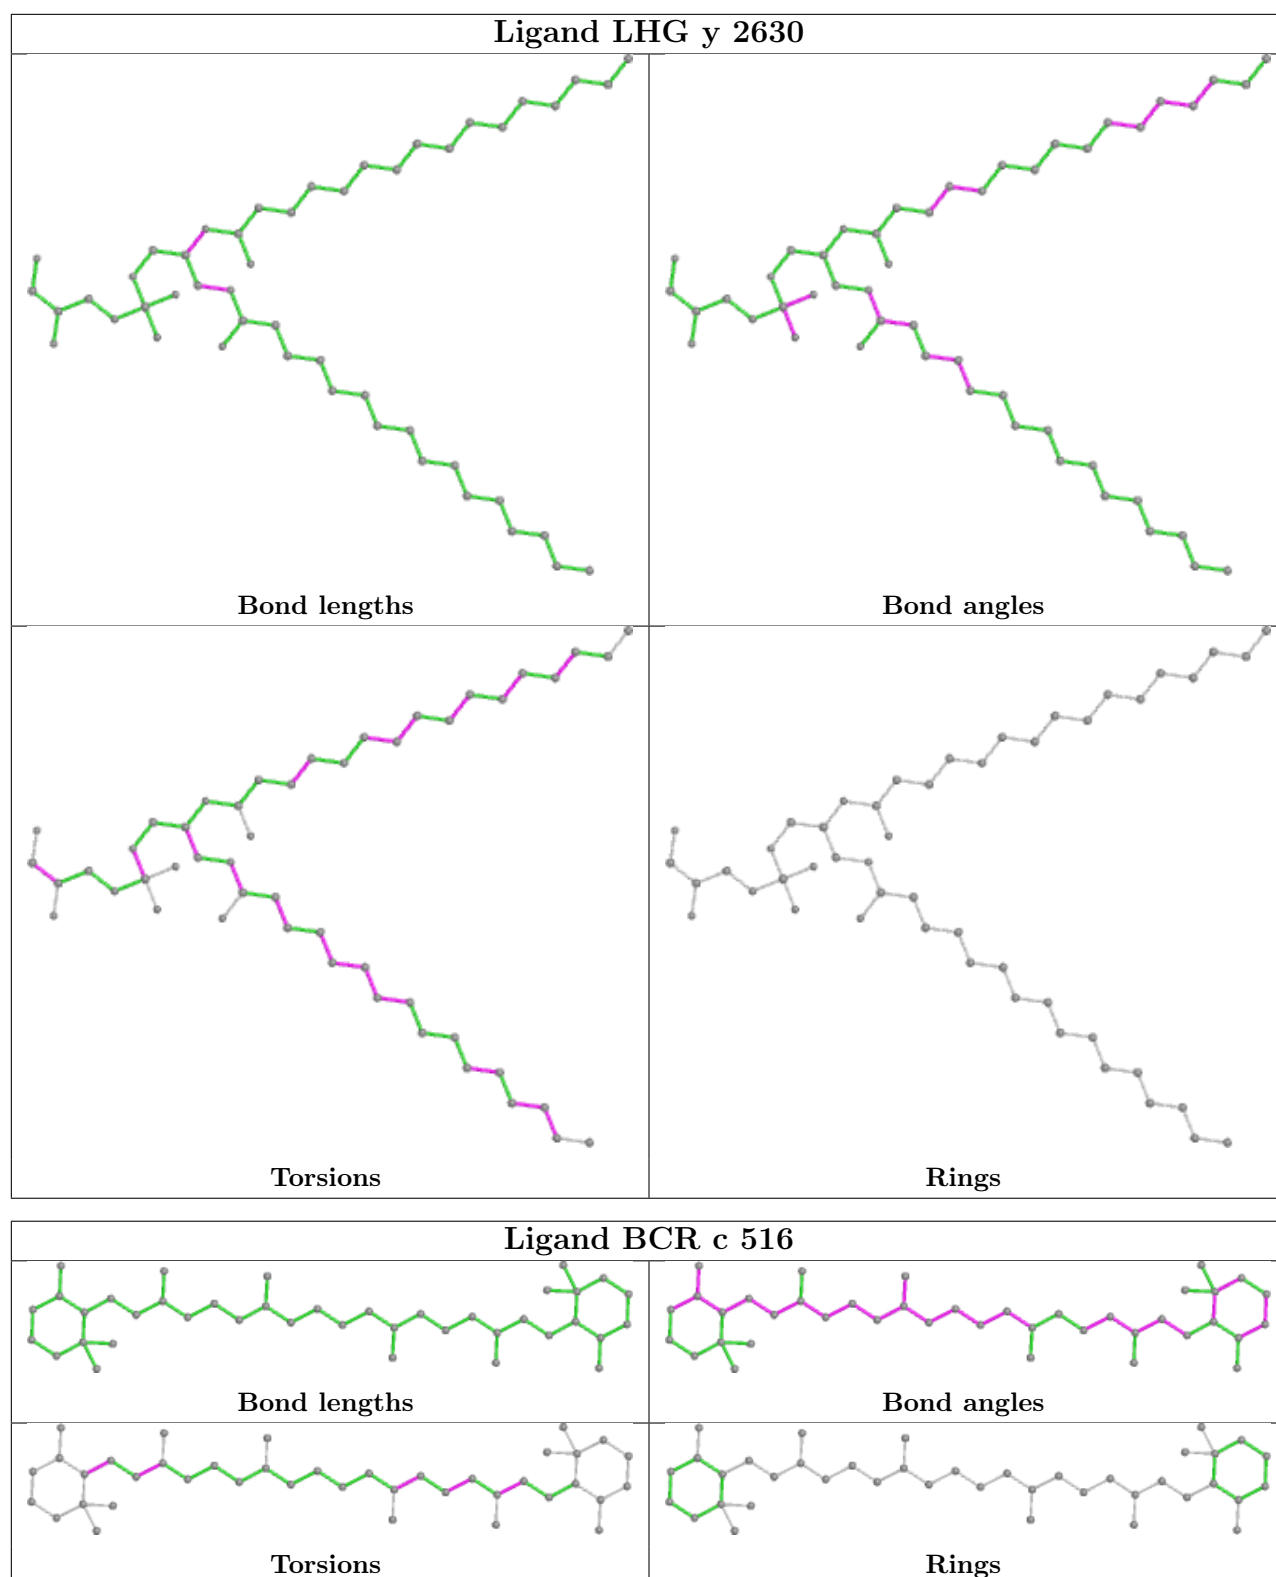 Ligand LHG y 2630
Bond lengths
Bond angles
Torsions
Rings
Ligand BCR c 516
Bond lengths
Bond angles
Torsions
Rings